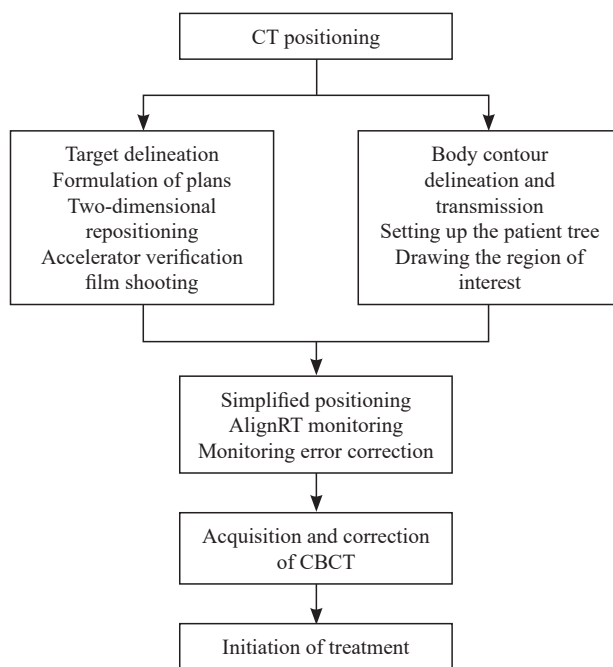 CT positioning
Target delineation
Formulation of plans
Two-dimensional
repositioning
Accelerator verification
film shooting
Body contour
delineation and
transmission
Setting up the patient tree
Drawing the region of
interest
Simplified positioning
AlignRT monitoring
Monitoring error correction
Acquisition and correction
of CBCT
Initiation of treatment